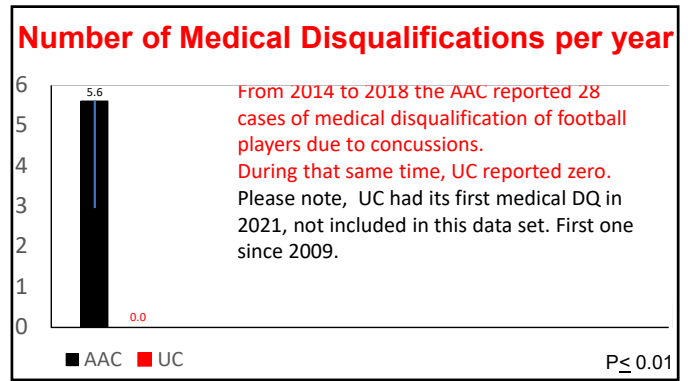 Number of Medical Disqualifications per year
6
5
4
3
2
1
0
5.6
0.0
From 2014 to 2018 the AAC reported 28
cases of medical disqualification of football
players due to concussions.
During that same time, UC reported zero.
Please note, UC had its first medical DQ in
2021, not included in this data set. First one
since 2009.
AAC UC
P≤ 0.01